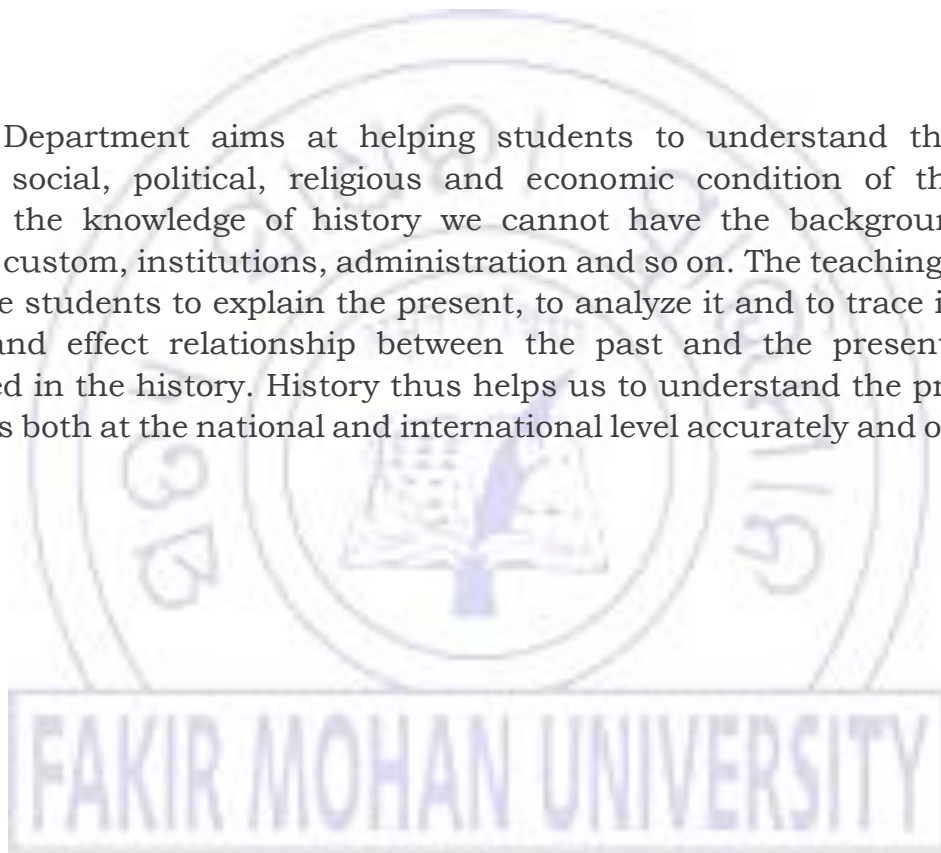 Department aims at helping students to understand th
social, political, religious and economic condition of th
the knowledge of history we cannot have the backgroun
custom, institutions, administration and so on. The teaching
e students to explain the present, to analyze it and to trace i
and effect relationship between the past and the present
ed in the history. History thus helps us to understand the pr
s both at the national and international level accurately and o
FAKIR MOHAN UNIVERSITY